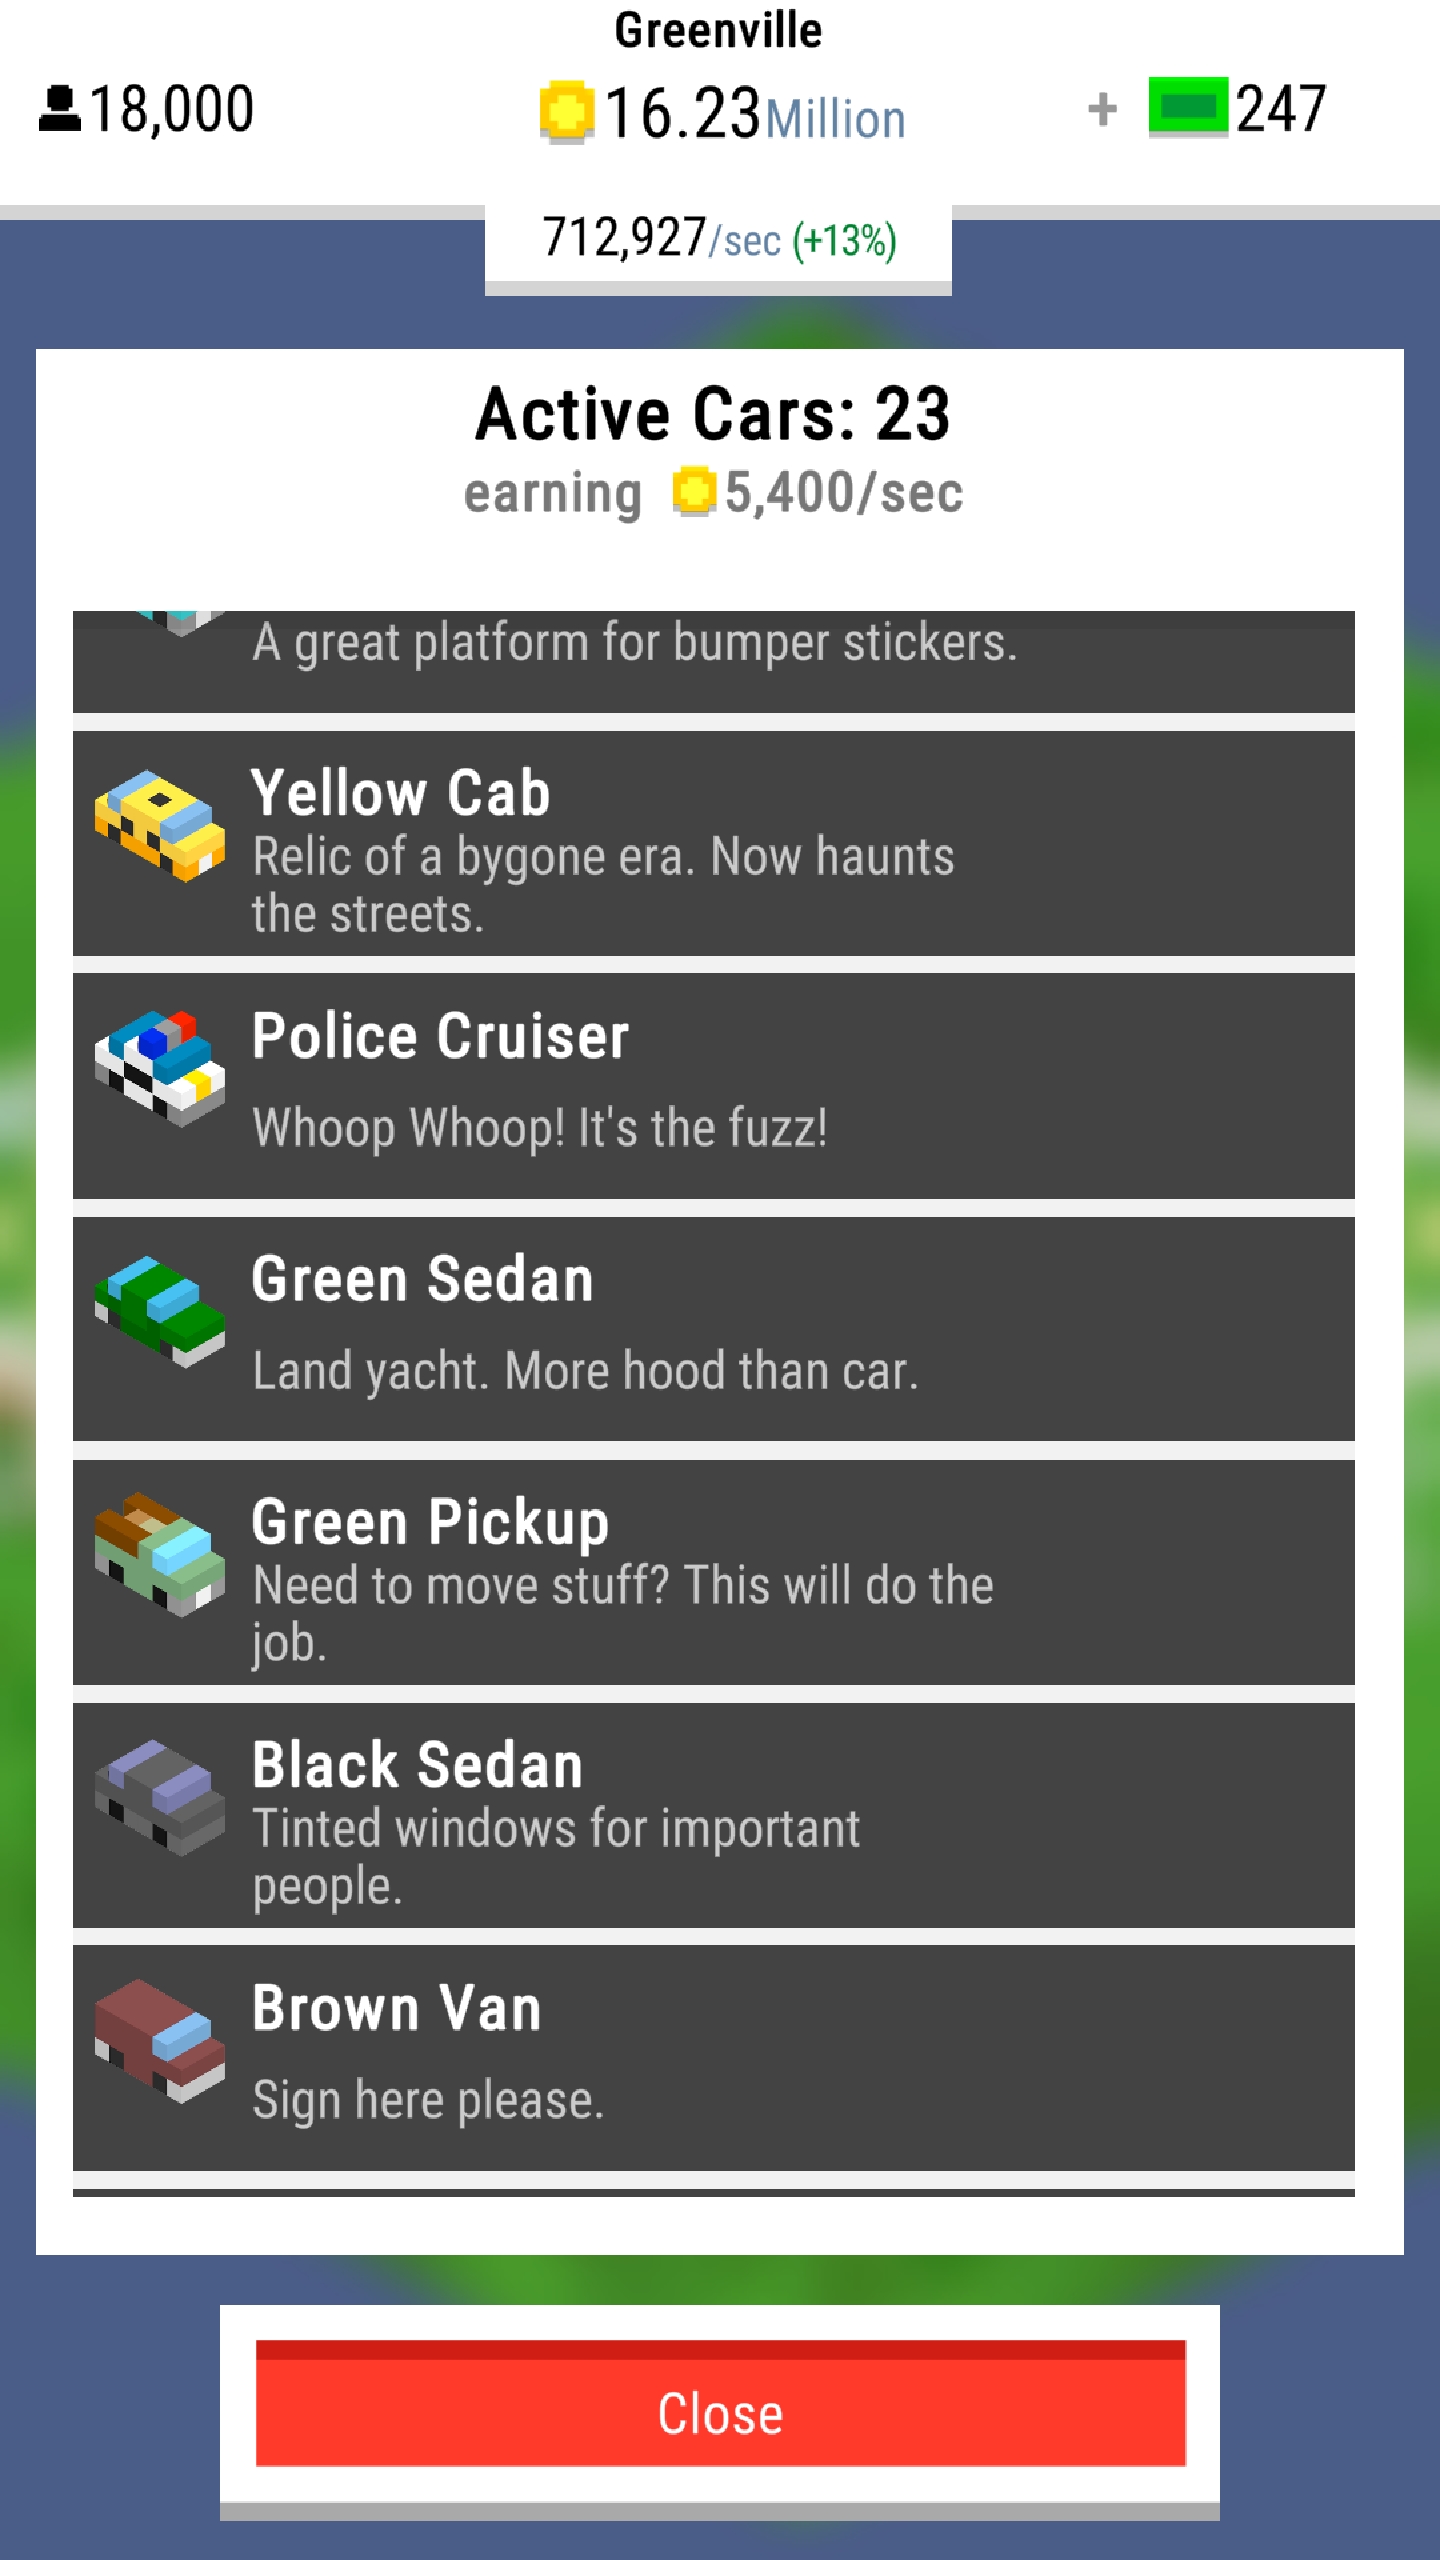 Greenville
18,000
16.23Million
+ 247
712,927/sec (+13%)
Active Cars: 23
earning 5,400/sec
A great platform for bumper stickers.
Yellow Cab
Relic of a bygone era. Now haunts
the streets.
Police Cruiser
Whoop Whoop! It's the fuzz!
Green Sedan
Land yacht. More hood than car.
Green Pickup
Need to move stuff? This will do the
job.
Black Sedan
Tinted windows for important
people.
Brown Van
Sign here please.
Close